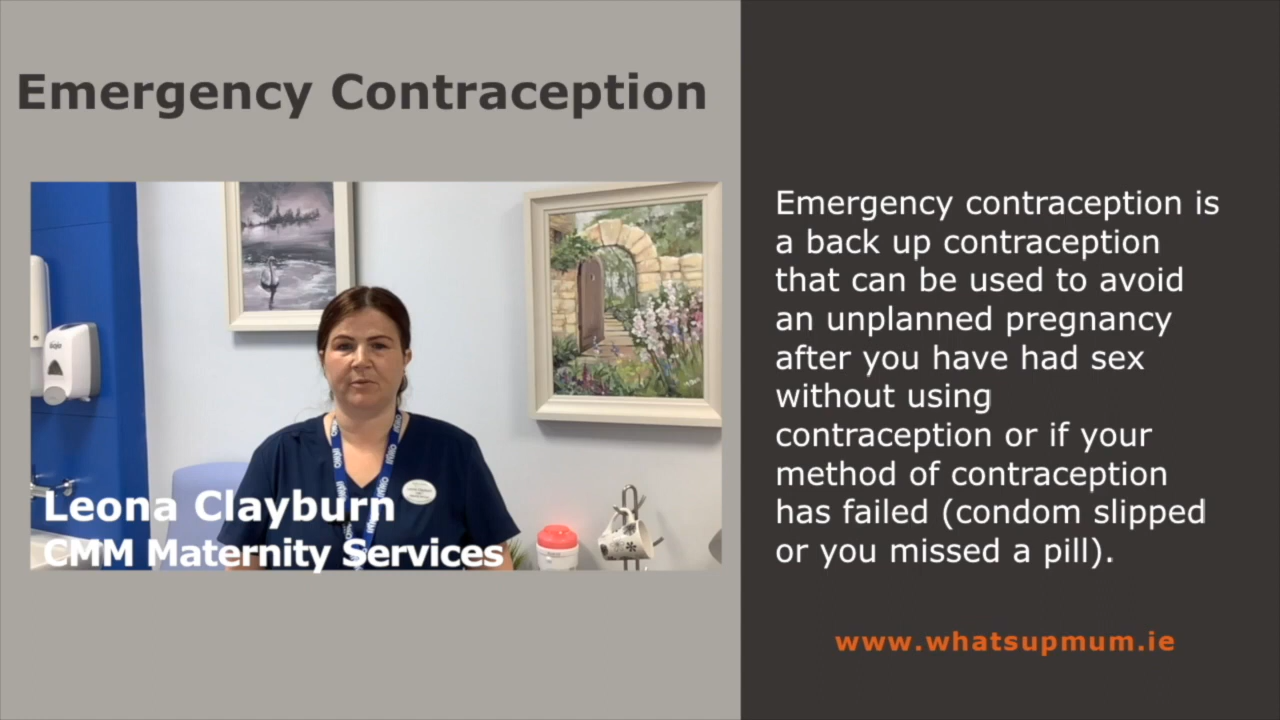 Emergency Contraception
Leona Clayburn
CMM Maternity Services
Emergency contraception is
a back up contraception
that can be used to avoid
an unplanned pregnancy
after you have had sex
without using
contraception or if your
method of contraception
has failed (condom slipped
or you missed a pill).
www.whatsupmum.ie